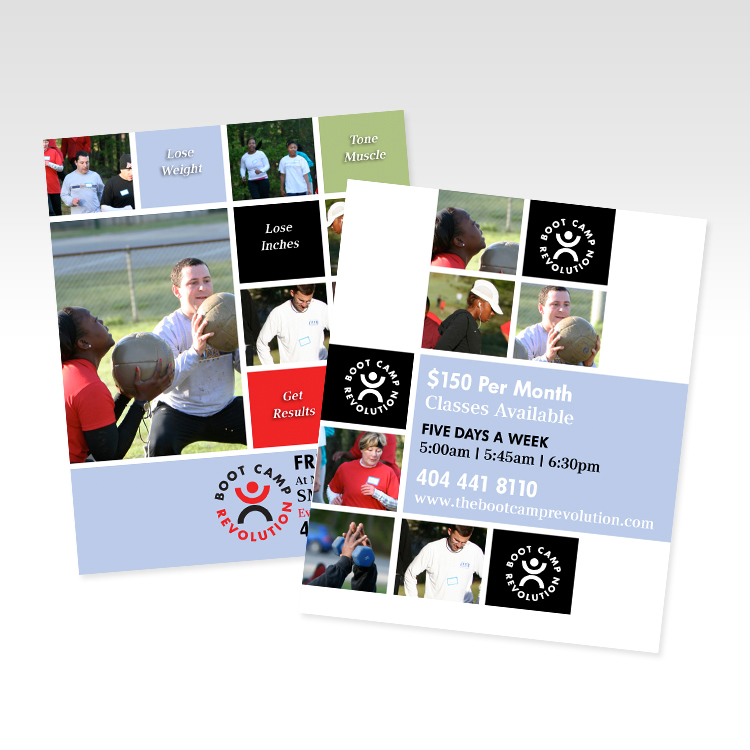 Lose
Weight
Tone
Muscle
Lose
Inches
Get
Results
BOOT CAMP
REVOLUTION
FR
At N
SM
Ev
4
BOOT CAMP
REVOLUTION
BOOT CAMP
REVOLUTION
$150 Per Month
Classes Available
FIVE DAYS A WEEK
5:00am | 5:45am | 6:30pm
404 441 8110
www.thebootcamprevolution.com
BOOT CAMP
REVOLUTION